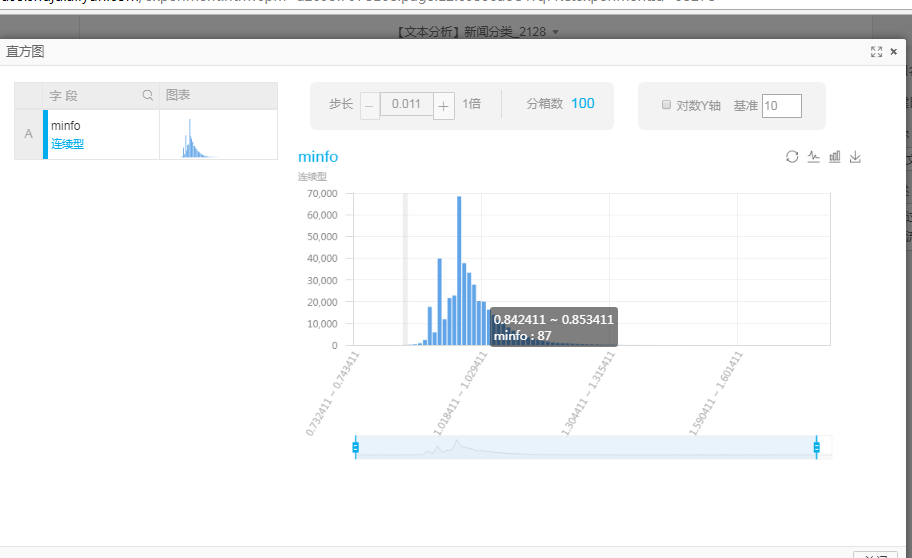 【文本分析】新闻分类_2128
直方图
字段 图表
A minfo
连续型
步长 0.011 1倍 分箱数 100
对数Y轴 基准 10
minfo
连续型
70,000
60,000
50,000
40,000
30,000
20,000
10,000
0
0.842411 ~ 0.853411
minfo : 87
0.732411 ~ 0.743411
1.018411 ~ 1.029411
1.304411 ~ 1.315411
1.590411 ~ 1.601411